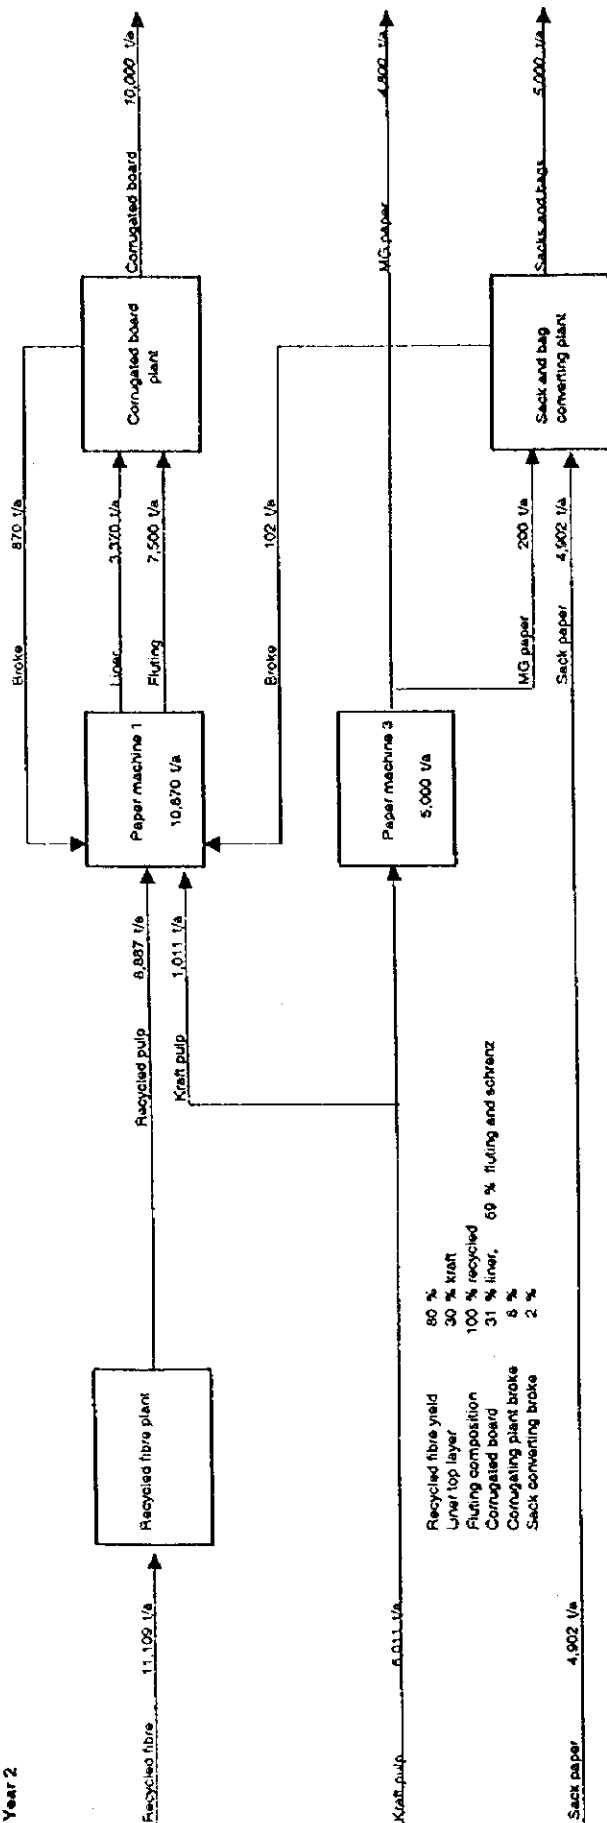 Year 2
Recycled fibre 11,109 t/a
Recycled fibre plant
Recycled pulp 8,887 t/a
Kraft pulp 1,011 t/a
Broke 870 t/a
Paper machine 1
10,870 t/a
Liner 3,370 t/a
Fluting 7,500 t/a
Corrugated board
plant
Corrugated board 10,000 t/a
Broke 102 t/a
Kraft pulp 6,011 t/a
Paper machine 3
5,000 t/a
MG paper 4,800 t/a
MG paper 200 t/a
Sack paper 4,902 t/a
Sack paper 4,902 t/a
Sack and bag
converting plant
Sacks and bags 5,000 t/a
Recycled fibre yield 80 %
Liner top layer 30 % kraft
Fluting composition 100 % recycled
Corrugated board 31 % liner, 69 % fluting and schrenz
Corrugating plant broke 8 %
Sack converting broke 2 %